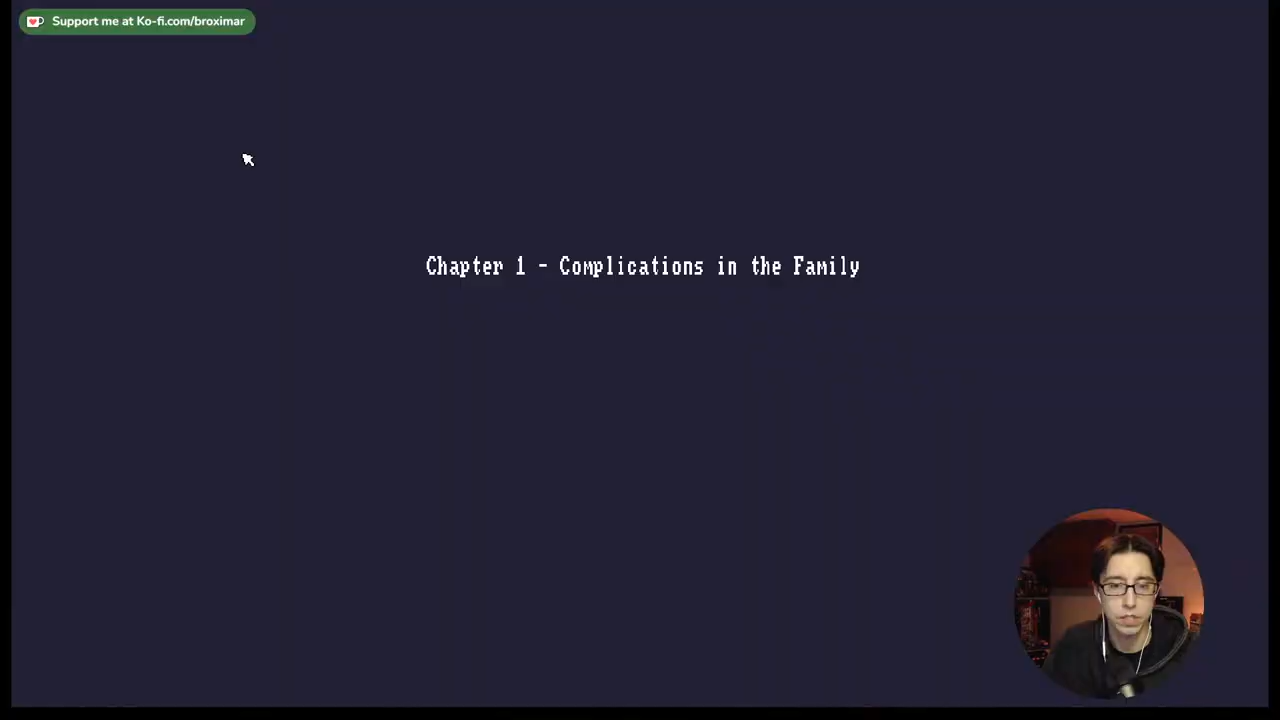 Support me at Ko-fi.com/broximar
Chapter 1 - Complications in the Family